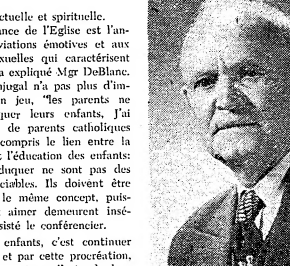 ctuelle et spirituelle.
ance de l'Eglise est l'an-
viations émotives et aux
xuelles qui caractérisent
a expliqué Mgr DeBlanc.
njugal n'a pas plus d'im-
n jeu, "les parents ne
quer leurs enfants, J'ai
de parents catholiques
compris le lien entre la
t l'éducation des enfants:
duquer ne sont pas des
ciables. Ils doivent être
le même concept, puis-
aimer demeurent insé-
sisté le conférencier.
enfants, c'est continuer
et par cette procréation,